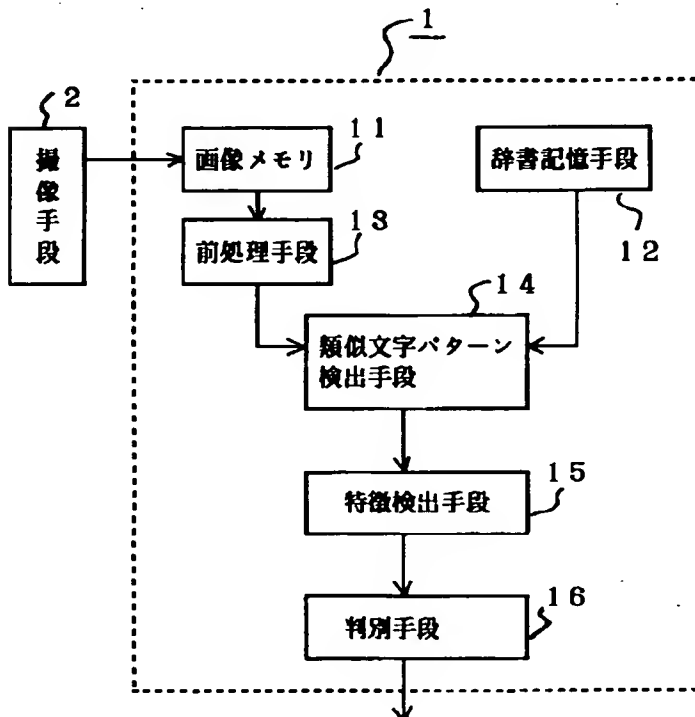 1
2
撮像手段
画像メモリ
11
辞書記憶手段
12
前処理手段
13
14
類似文字パターン
検出手段
特徴検出手段
15
判別手段
16